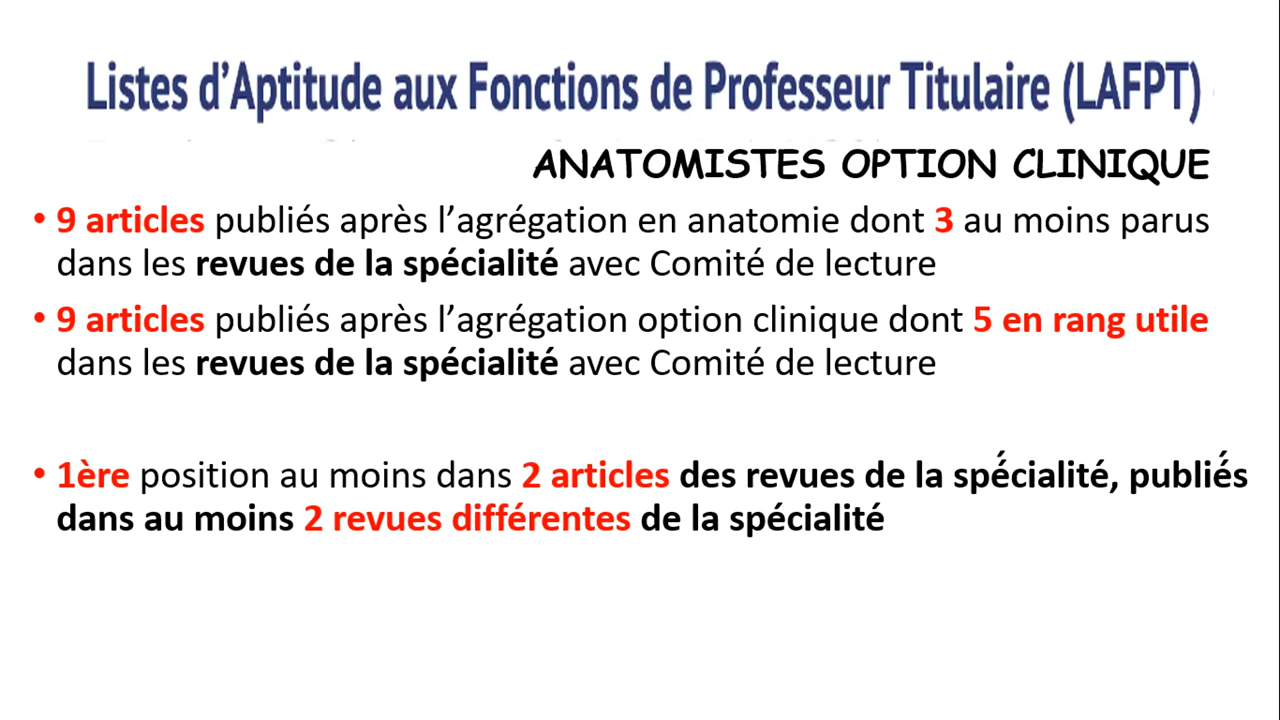 Listes d’Aptitude aux Fonctions de Professeur Titulaire (LAFPT)
ANATOMISTES OPTION CLINIQUE
• 9 articles publiés après l’agrégation en anatomie dont 3 au moins parus
dans les revues de la spécialité avec Comité de lecture
• 9 articles publiés après l’agrégation option clinique dont 5 en rang utile
dans les revues de la spécialité avec Comité de lecture
• 1ère position au moins dans 2 articles des revues de la spé́cialité, publié́s
dans au moins 2 revues différentes de la spécialité